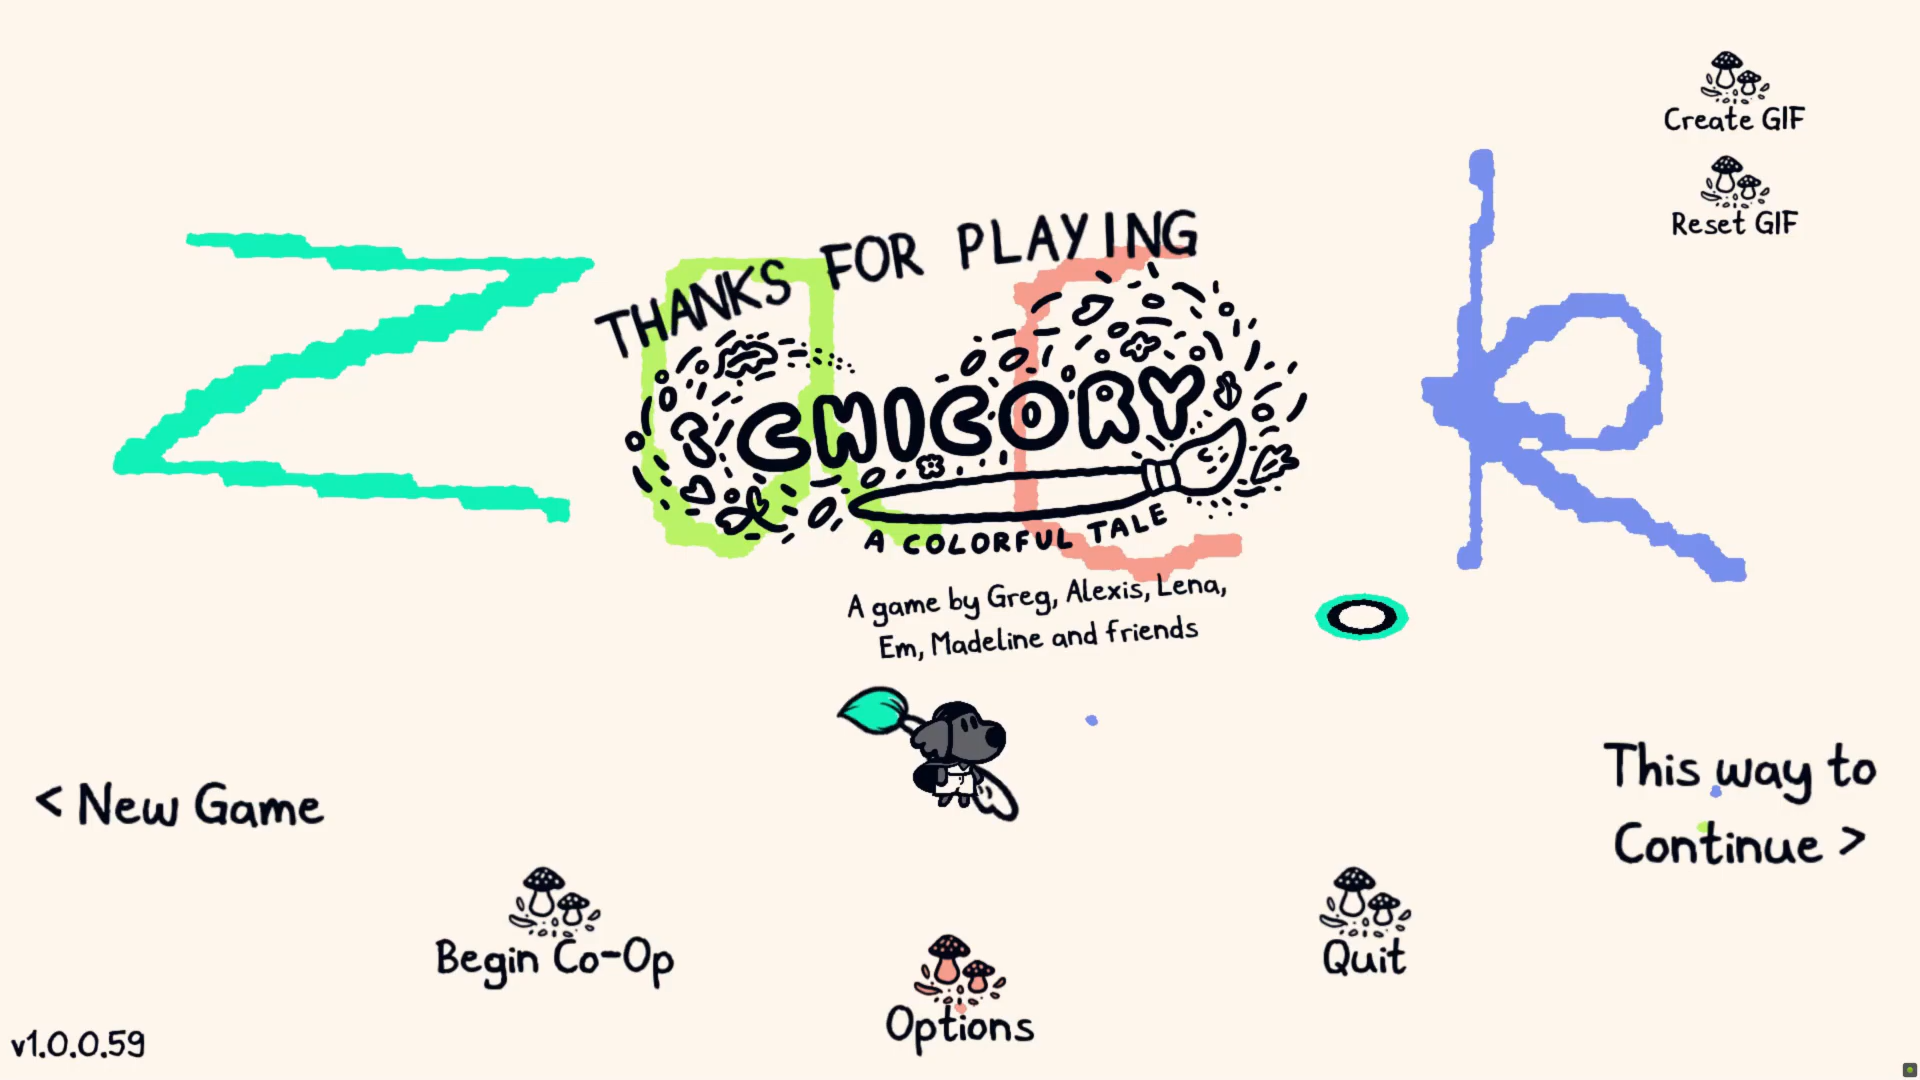 Create GIF
Reset GIF
THANKS FOR PLAYING
CHICORY
A COLORFUL TALE
A game by Greg, Alexis, Lena,
Em, Madeline and friends
< New Game
This way to
Continue >
Begin Co-Op
Options
Quit
v1.0.0.59